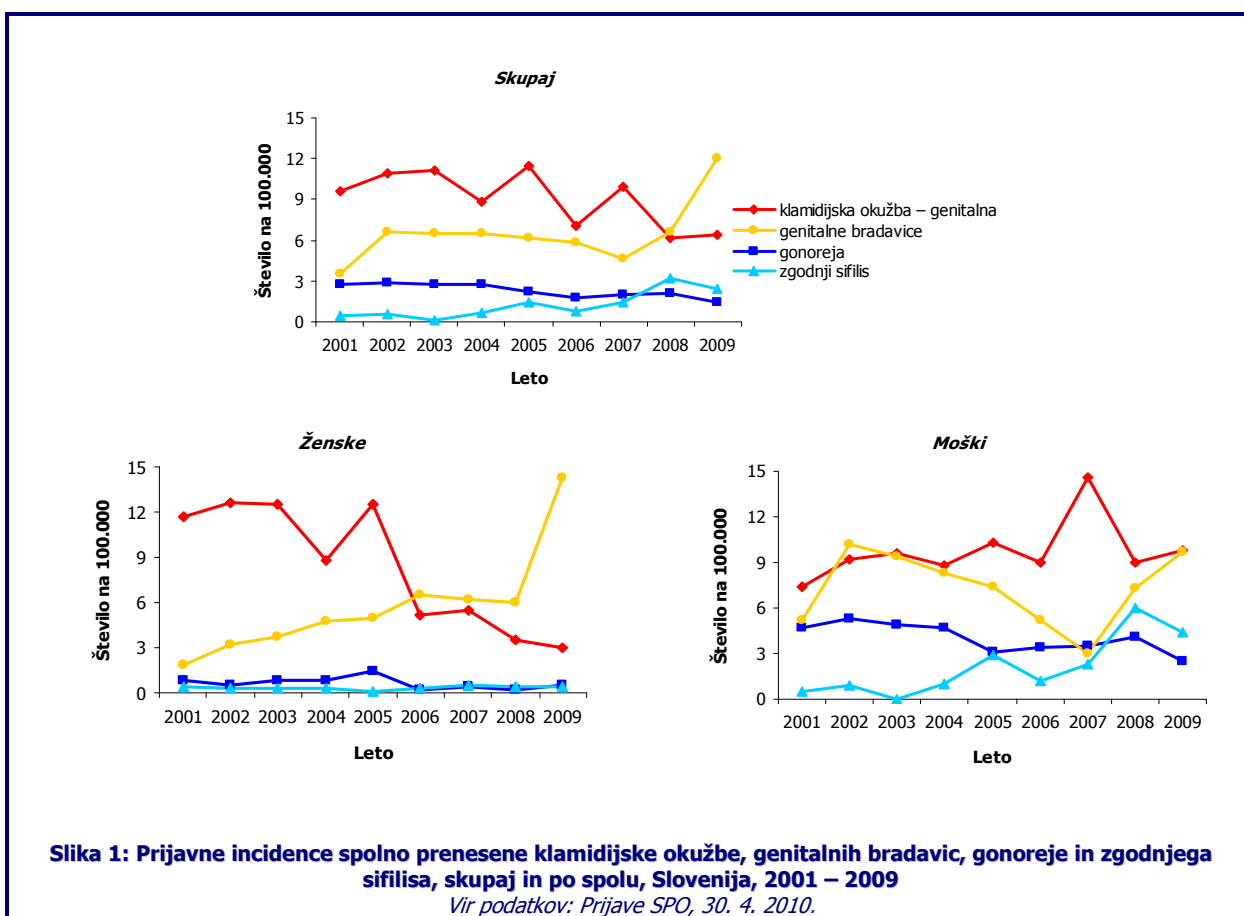 Skupaj
Število na 100.000
15
12
9
6
3
0
2001 2002 2003 2004 2005 2006 2007 2008 2009
Leto
klamidijska okužba – genitalna
genitalne bradavice
gonoreja
zgodnji sifilis
Ženske
Število na 100.000
15
12
9
6
3
0
2001 2002 2003 2004 2005 2006 2007 2008 2009
Leto
Moški
Število na 100.000
15
12
9
6
3
0
2001 2002 2003 2004 2005 2006 2007 2008 2009
Leto
Slika 1: Prijavne incidence spolno prenesene klamidijske okužbe, genitalnih bradavic, gonoreje in zgodnjega
sifilisa, skupaj in po spolu, Slovenija, 2001 – 2009
Vir podatkov: Prijave SPO, 30. 4. 2010.